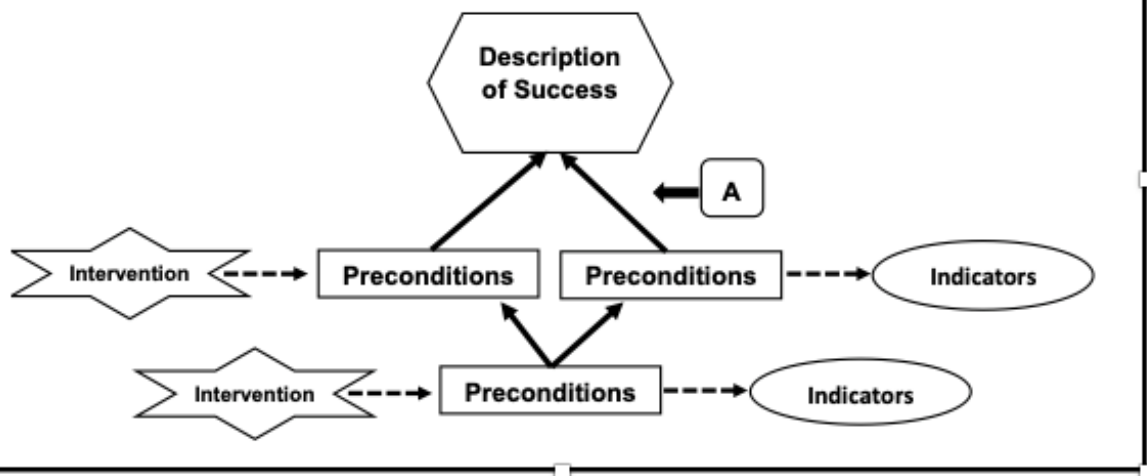 Description
of Success
A
Intervention
Preconditions
Preconditions
Indicators
Intervention
Preconditions
Indicators